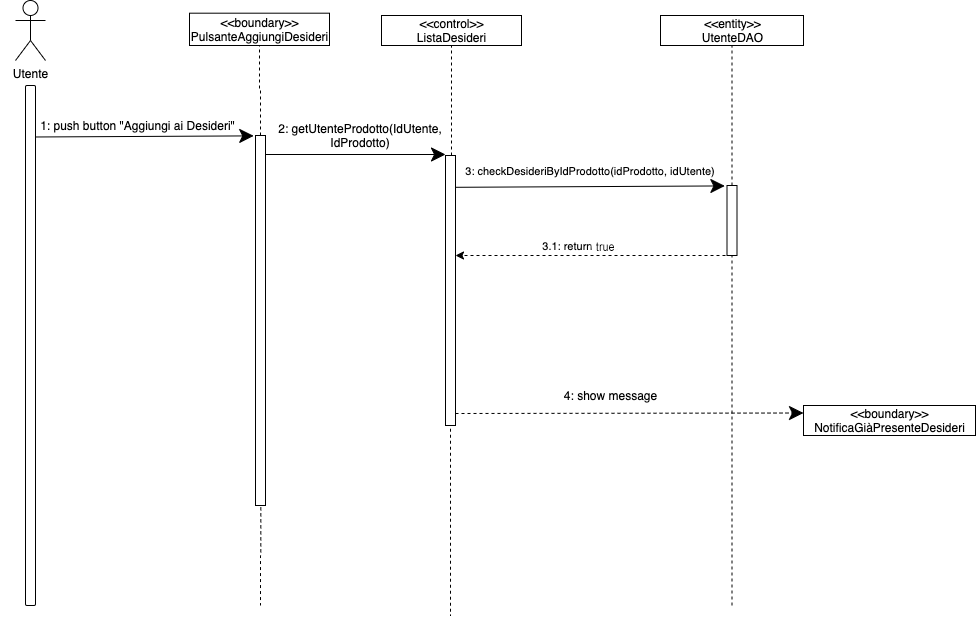 <<boundary>>
PulsanteAggiungiDesideri
<<control>>
ListaDesideri
<<entity>>
UtenteDAO
Utente
1: push button "Aggiungi ai Desideri"
2: getUtenteProdotto(IdUtente,
IdProdotto)
3: checkDesideriByIdProdotto(idProdotto, idUtente)
3.1: return true
4: show message
<<boundary>>
NotificaGiàPresenteDesideri